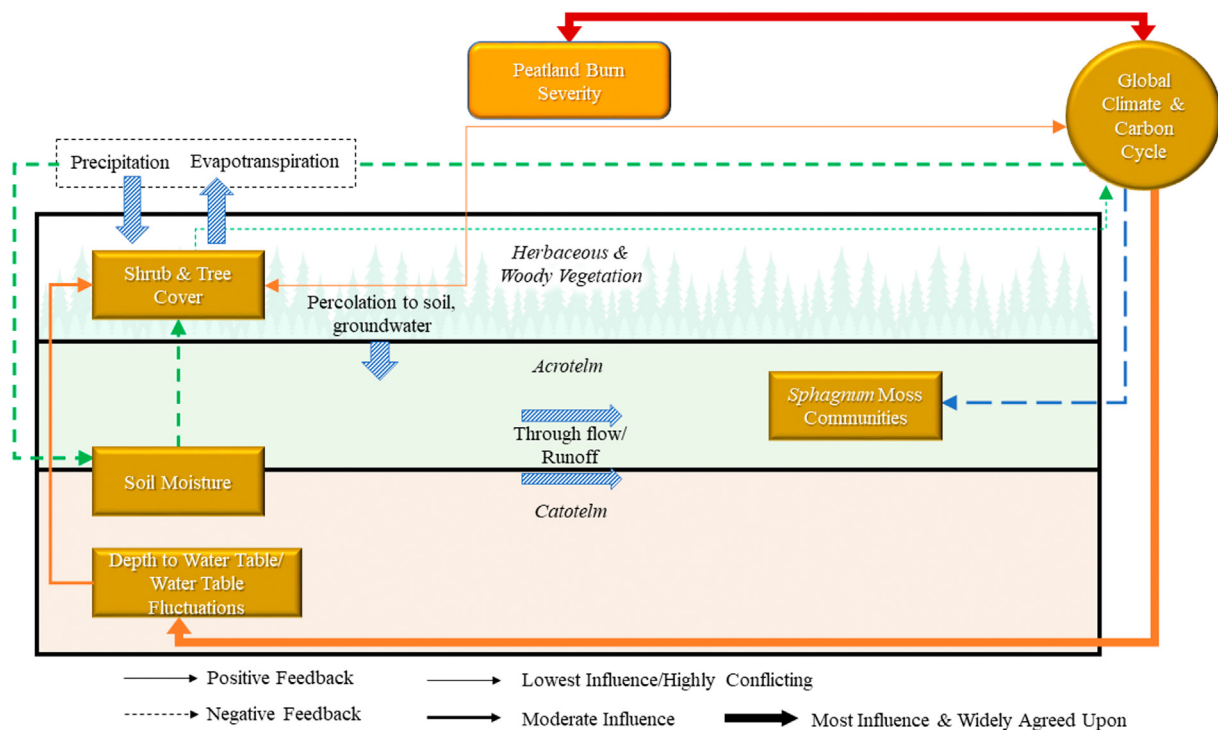 Peatland Burn
Severity
Global
Climate &
Carbon
Cycle
Precipitation
Evapotranspiration
Shrub & Tree
Cover
Herbaceous &
Woody Vegetation
Percolation to soil,
groundwater
Acrotelm
Sphagnum Moss
Communities
Through flow/
Runoff
Soil Moisture
Catotelm
Depth to Water Table/
Water Table
Fluctuations
Positive Feedback
Lowest Influence/Highly Conflicting
Negative Feedback
Moderate Influence
Most Influence & Widely Agreed Upon